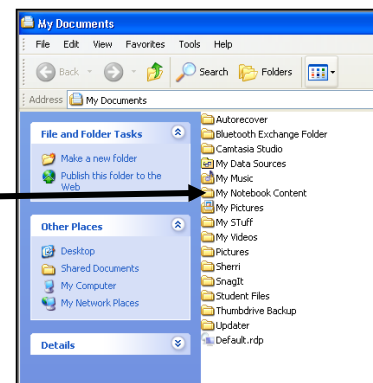 My Documents
File Edit View Favorites Tools Help
Back Search Folders
Address My Documents
File and Folder Tasks
Make a new folder
Publish this folder to the
Web
Other Places
Desktop
Shared Documents
My Computer
My Network Places
Details
Autorecover
Bluetooth Exchange Folder
Camtasia Studio
My Data Sources
My Music
My Notebook Content
My Pictures
My STuff
My Videos
Pictures
Sherri
SnagIt
Student Files
Thumbdrive Backup
Updater
Default.rdp